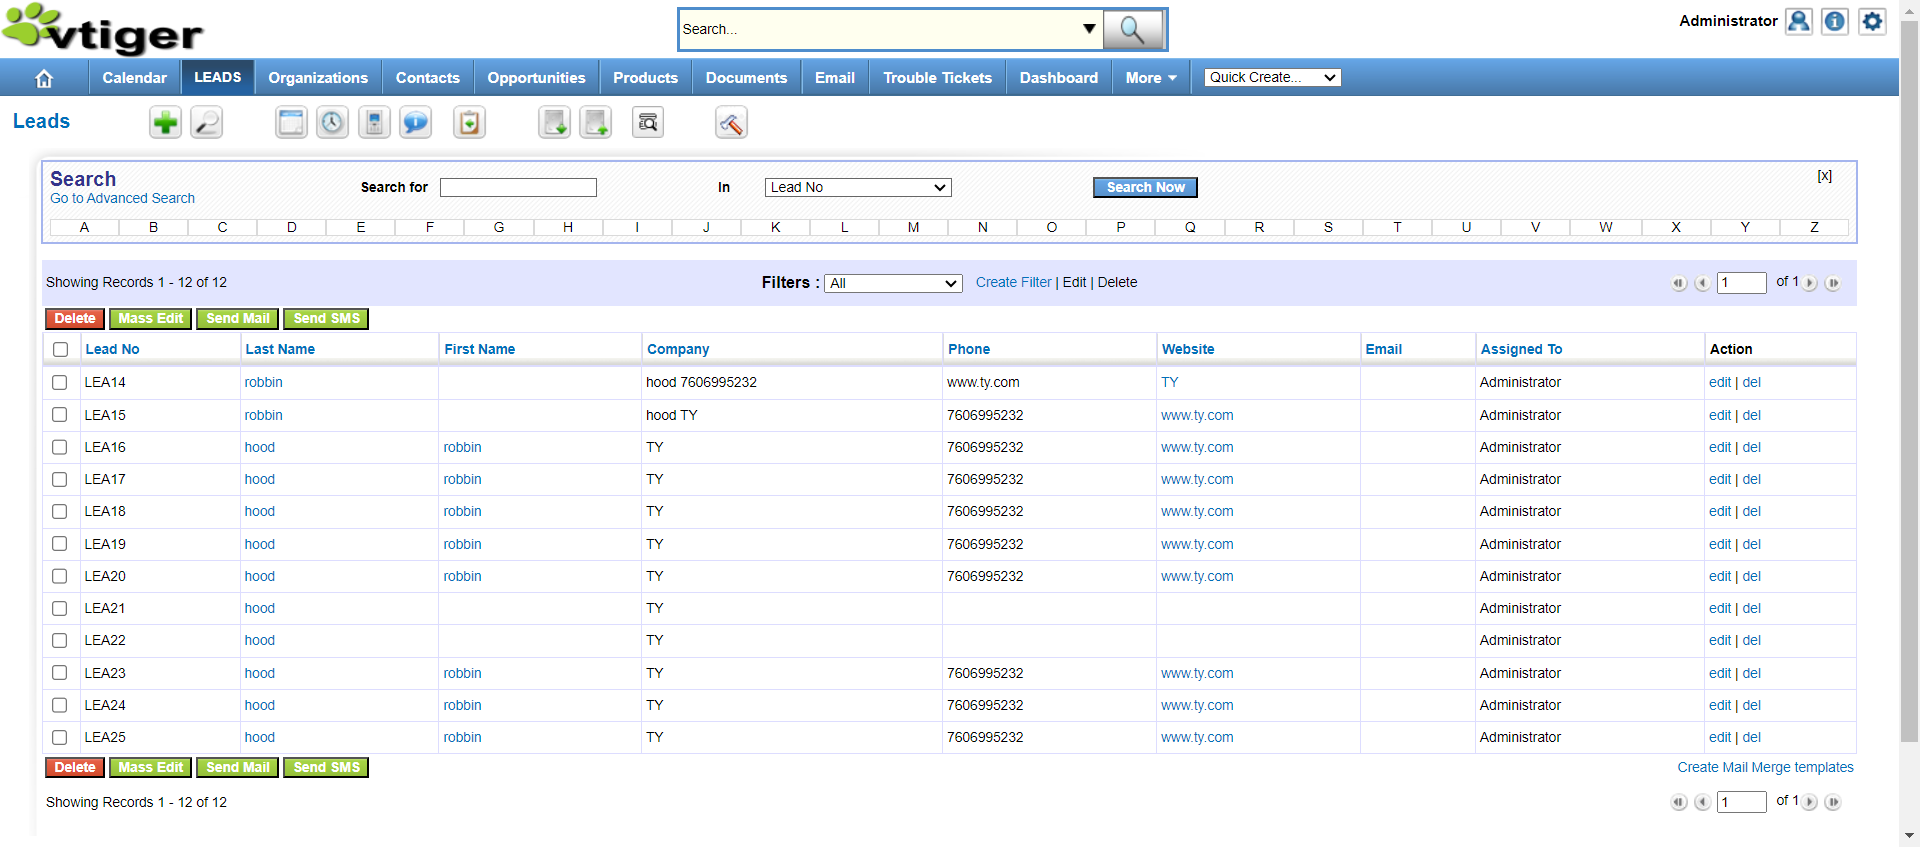 vtiger
Search...
Administrator
Calendar LEADS Organizations Contacts Opportunities Products Documents Email Trouble Tickets Dashboard More Quick Create...
Leads
Search
Go to Advanced Search
Search for In Lead No Search Now [x]
A B C D E F G H I J K L M N O P Q R S T U V W X Y Z
Showing Records 1 - 12 of 12 Filters : All Create Filter | Edit | Delete 1 of 1
Delete Mass Edit Send Mail Send SMS
Lead No Last Name First Name Company Phone Website Email Assigned To Action
LEA14 robbin hood 7606995232 www.ty.com TY Administrator edit | del
LEA15 robbin hood TY 7606995232 www.ty.com Administrator edit | del
LEA16 hood robbin TY 7606995232 www.ty.com Administrator edit | del
LEA17 hood robbin TY 7606995232 www.ty.com Administrator edit | del
LEA18 hood robbin TY 7606995232 www.ty.com Administrator edit | del
LEA19 hood robbin TY 7606995232 www.ty.com Administrator edit | del
LEA20 hood robbin TY 7606995232 www.ty.com Administrator edit | del
LEA21 hood TY Administrator edit | del
LEA22 hood TY Administrator edit | del
LEA23 hood robbin TY 7606995232 www.ty.com Administrator edit | del
LEA24 hood robbin TY 7606995232 www.ty.com Administrator edit | del
LEA25 hood robbin TY 7606995232 www.ty.com Administrator edit | del
Delete Mass Edit Send Mail Send SMS Create Mail Merge templates
Showing Records 1 - 12 of 12 1 of 1